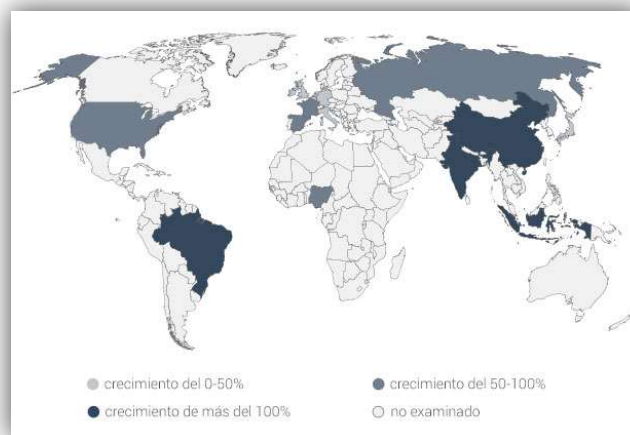 crecimiento del 0-50%
crecimiento del 50-100%
crecimiento de más del 100%
no examinado